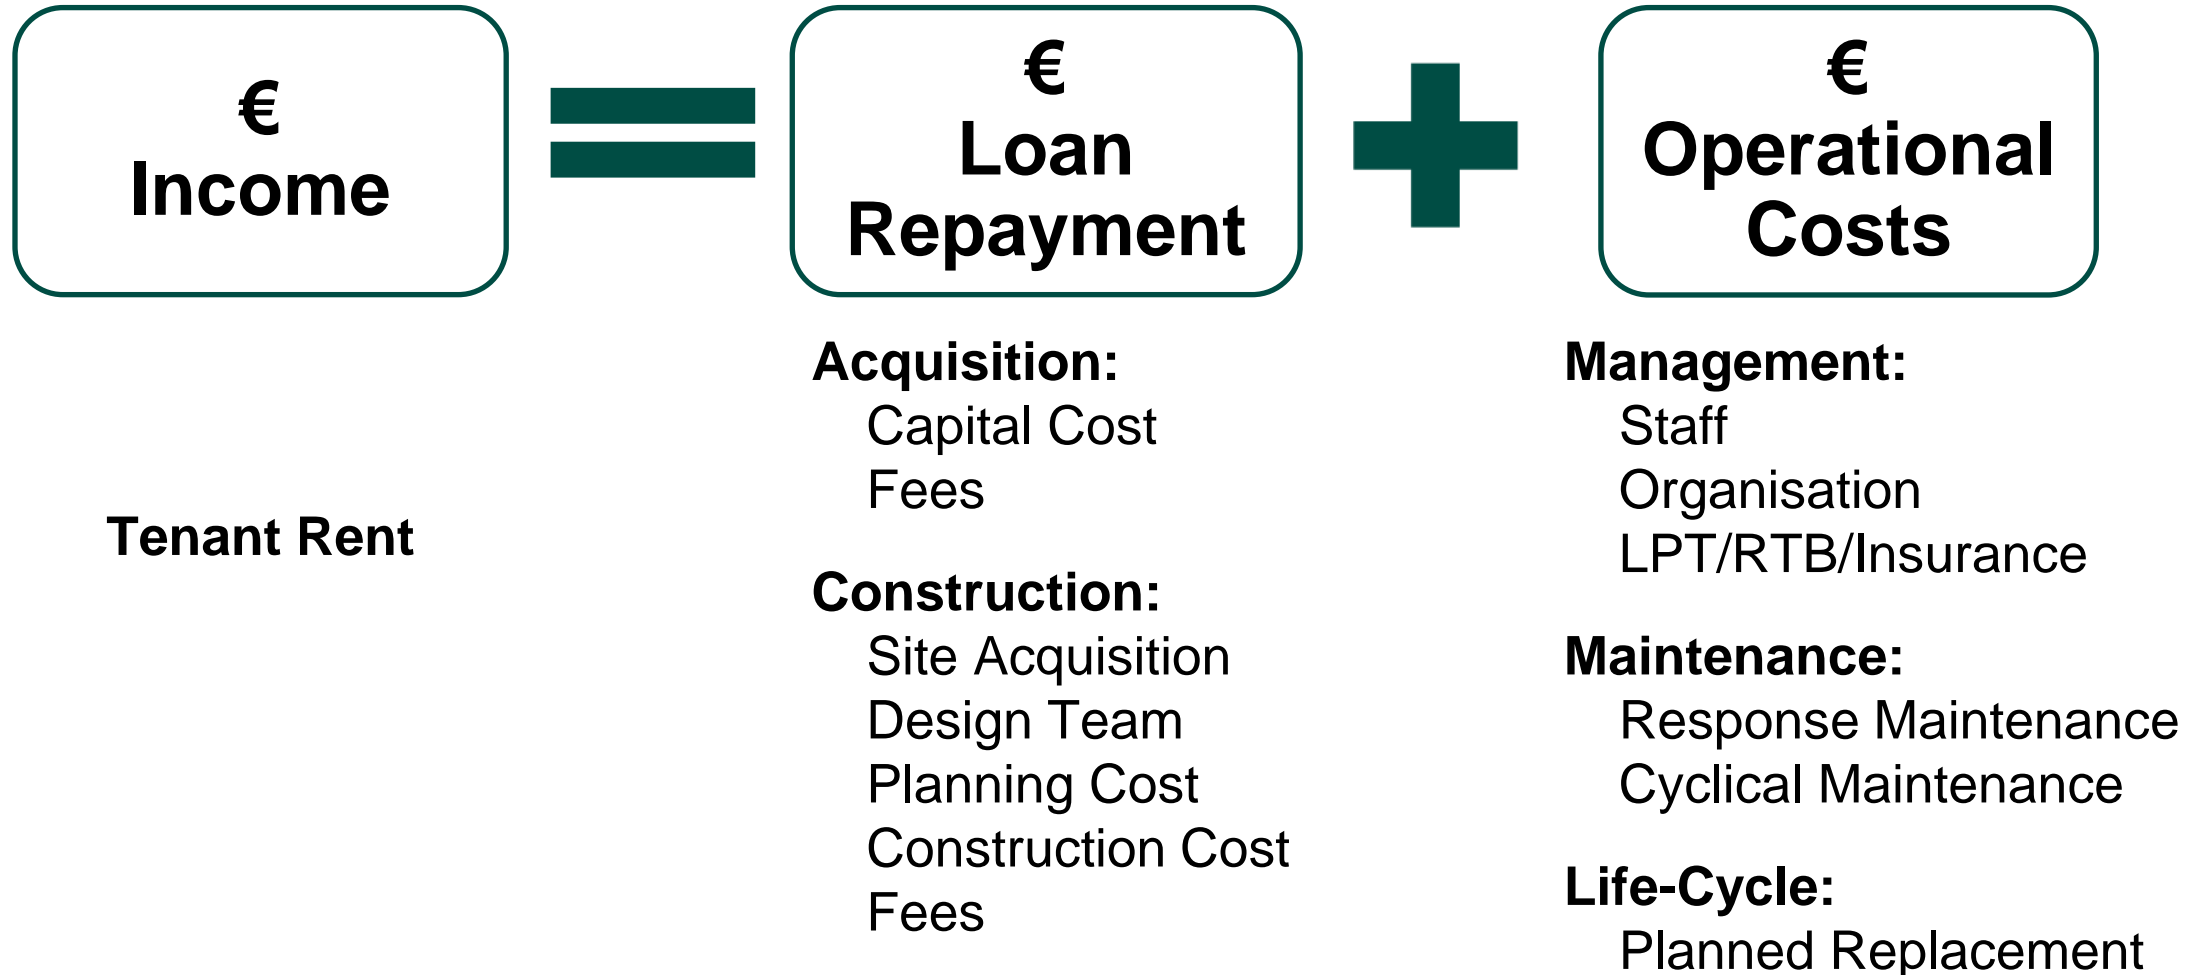 €
Income
€
Loan
Repayment
€
Operational
Costs
Tenant Rent
Acquisition:
Capital Cost
Fees
Construction:
Site Acquisition
Design Team
Planning Cost
Construction Cost
Fees
Management:
Staff
Organisation
LPT/RTB/Insurance
Maintenance:
Response Maintenance
Cyclical Maintenance
Life-Cycle:
Planned Replacement